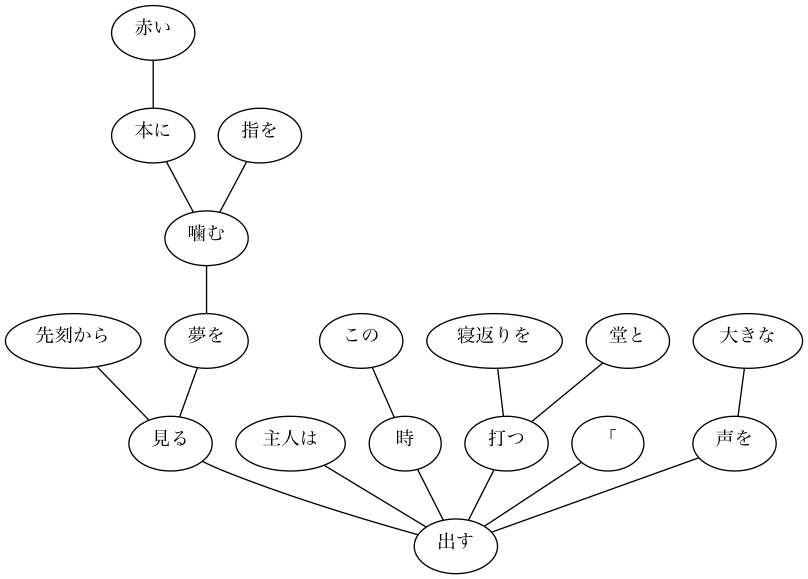 赤い
本に 指を
噛む
先刻から 夢を この 寝返りを 堂と 大きな
見る 主人は 時 打つ 「 声を
出す